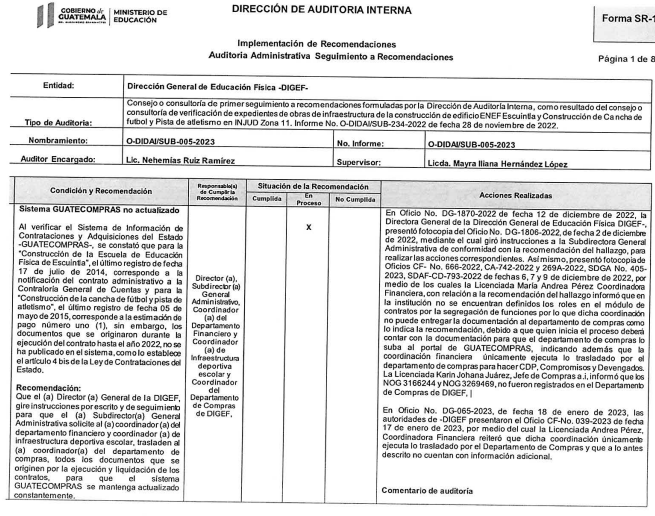 GOBIERNO de
GUATEMALA
MINISTERIO DE
EDUCACIÓN
DIRECCIÓN DE AUDITORIA INTERNA
Forma SR-1
Implementación de Recomendaciones
Auditoria Administrativa Seguimiento a Recomendaciones
Página 1 de 8
Entidad:
Dirección General de Educación Física -DIGEF-
Tipo de Auditoria:
Consejo o consultoría de primer seguimiento a recomendaciones formuladas por la Dirección de Auditoría Interna, como resultado del consejo o
consultoría de verificación de expedientes de obras de infraestructura de la construcción de edificio ENEF Escuintla y Construcción de Cancha de
futbol y Pista de atletismo en INJUD Zona 11. Informe No. O-DIDAI/SUB-234-2022 de fecha 28 de noviembre de 2022.
Nombramiento:
O-DIDAI/SUB-005-2023
No. Informe:
O-DIDAI/SUB-005-2023
Auditor Encargado:
Lic. Nehemías Ruiz Ramírez
Supervisor:
Licda. Mayra Iliana Hernández López
Condición y Recomendación
Responsable(s)
de Cumplir la
Recomendación
Situación de la Recomendación
Cumplida
En
Proceso
No Cumplida
Acciones Realizadas
Sistema GUATECOMPRAS no actualizado
Al verificar el Sistema de Información de
Contrataciones y Adquisiciones del Estado
-GUATECOMPRAS-, se constató que para la
"Construcción de la Escuela de Educación
Física de Escuintla", el último registro de fecha
17 de julio de 2014, corresponde a la
notificación del contrato administrativo a la
Contraloría General de Cuentas y para la
"Construcción de la cancha de fútbol y pista de
atletismo", el último registro de fecha 05 de
mayo de 2015, corresponde a la estimación de
pago número uno (1), sin embargo, los
documentos que se originaron durante la
ejecución del contrato hasta el año 2022, no se
ha publicado en el sistema, como lo establece
el artículo 4 bis de la Ley de Contrataciones del
Estado.
Recomendación:
Que el (a) Director (a) General de la DIGEF,
gire instrucciones por escrito y de seguimiento
para que el (a) Subdirector(a) General
Administrativa solicite al (a) coordinador (a) del
departamento financiero y coordinador (a) de
infraestructura deportiva escolar, trasladen al
(a) coordinador(a) del departamento de
compras, todos los documentos que se
originen por la ejecución y liquidación de los
contratos, para que el sistema
GUATECOMPRAS se mantenga actualizado
constantemente.
Director (a),
Subdirector (a)
General
Administrativo,
Coordinador
(a) del
Departamento
Financiero y
Coordinador
(a) de
Infraestructura
deportiva
escolar y
Coordinador
del
Departamento
de Compras
de DIGEF.
X
En Oficio No. DG-1870-2022 de fecha 12 de diciembre de 2022, la
Directora General de la Dirección General de Educación Física DIGEF-,
presentó fotocopia del Oficio No. DG-1806-2022, de fecha 2 de diciembre
de 2022, mediante el cual giró instrucciones a la Subdirectora General
Administrativa de conformidad con la recomendación del hallazgo, para
realizar las acciones correspondientes. Así mismo, presentó fotocopia de
Oficios CF- No. 666-2022, CA-742-2022 y 269A-2022, SDGA No. 405-
2023, SDAF-CD-793-2022 de fechas 6, 7 y 9 de diciembre de 2022, por
medio de los cuales la Licenciada María Andrea Pérez Coordinadora
Financiera, con relación a la recomendación del hallazgo informó que en
la institución no se encuentran definidos los roles en el módulo de
contratos por la segregación de funciones por lo que dicha coordinación
no puede entregar la documentación al departamento de compras como
lo indica la recomendación, debido a que quien inicia el proceso deberá
contar con la documentación para que el departamento de compras lo
suba al portal de GUATECOMPRAS, indicando además que la
coordinación financiera únicamente ejecuta lo trasladado por el
departamento de compras para hacer CDP, Compromisos y Devengados.
La Licenciada Karin Johana Juárez, Jefe de Compras a.i, informó que los
NOG 3166244 y NOG 3269469, no fueron registrados en el Departamento
de Compras de DIGEF, |
En Oficio No. DG-065-2023, de fecha 18 de enero de 2023, las
autoridades de -DIGEF presentaron el Oficio CF-No. 039-2023 de fecha
17 de enero de 2023, por medio del cual la Licenciada Andrea Pérez,
Coordinadora Financiera reiteró que dicha coordinación únicamente
ejecuta lo trasladado por el Departamento de Compras y que a lo antes
descrito no cuentan con información adicional.
Comentario de auditoría